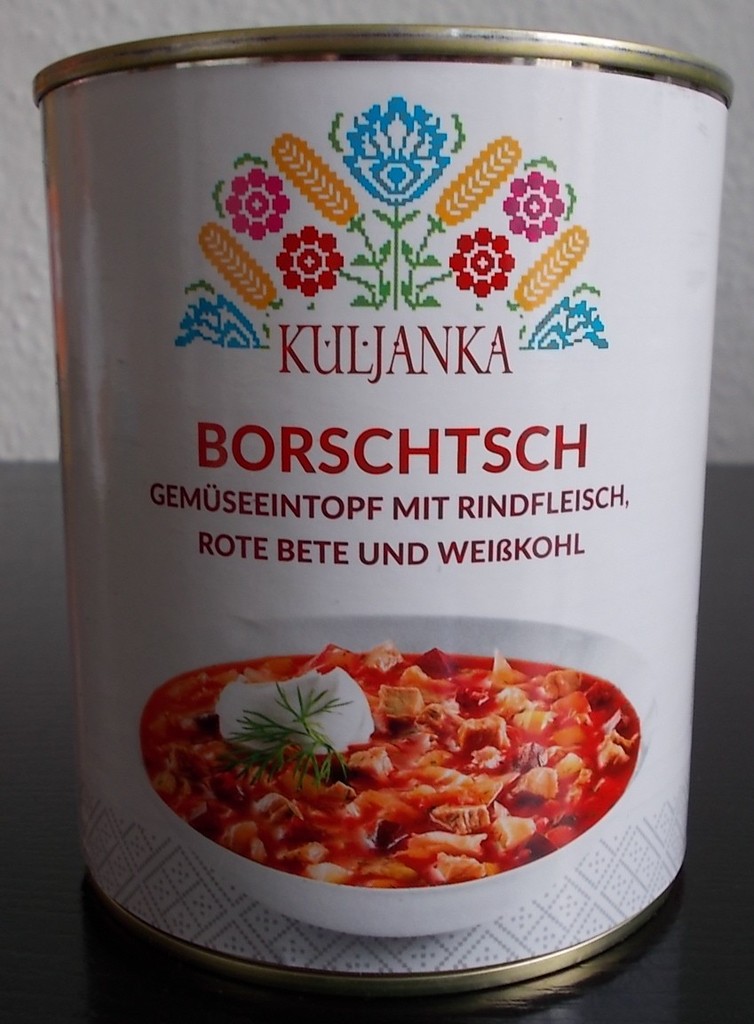 KULJANKA
BORSCHTSCH
GEMÜSEEINTOPF MIT RINDFLEISCH,
ROTE BETE UND WEIßKOHL